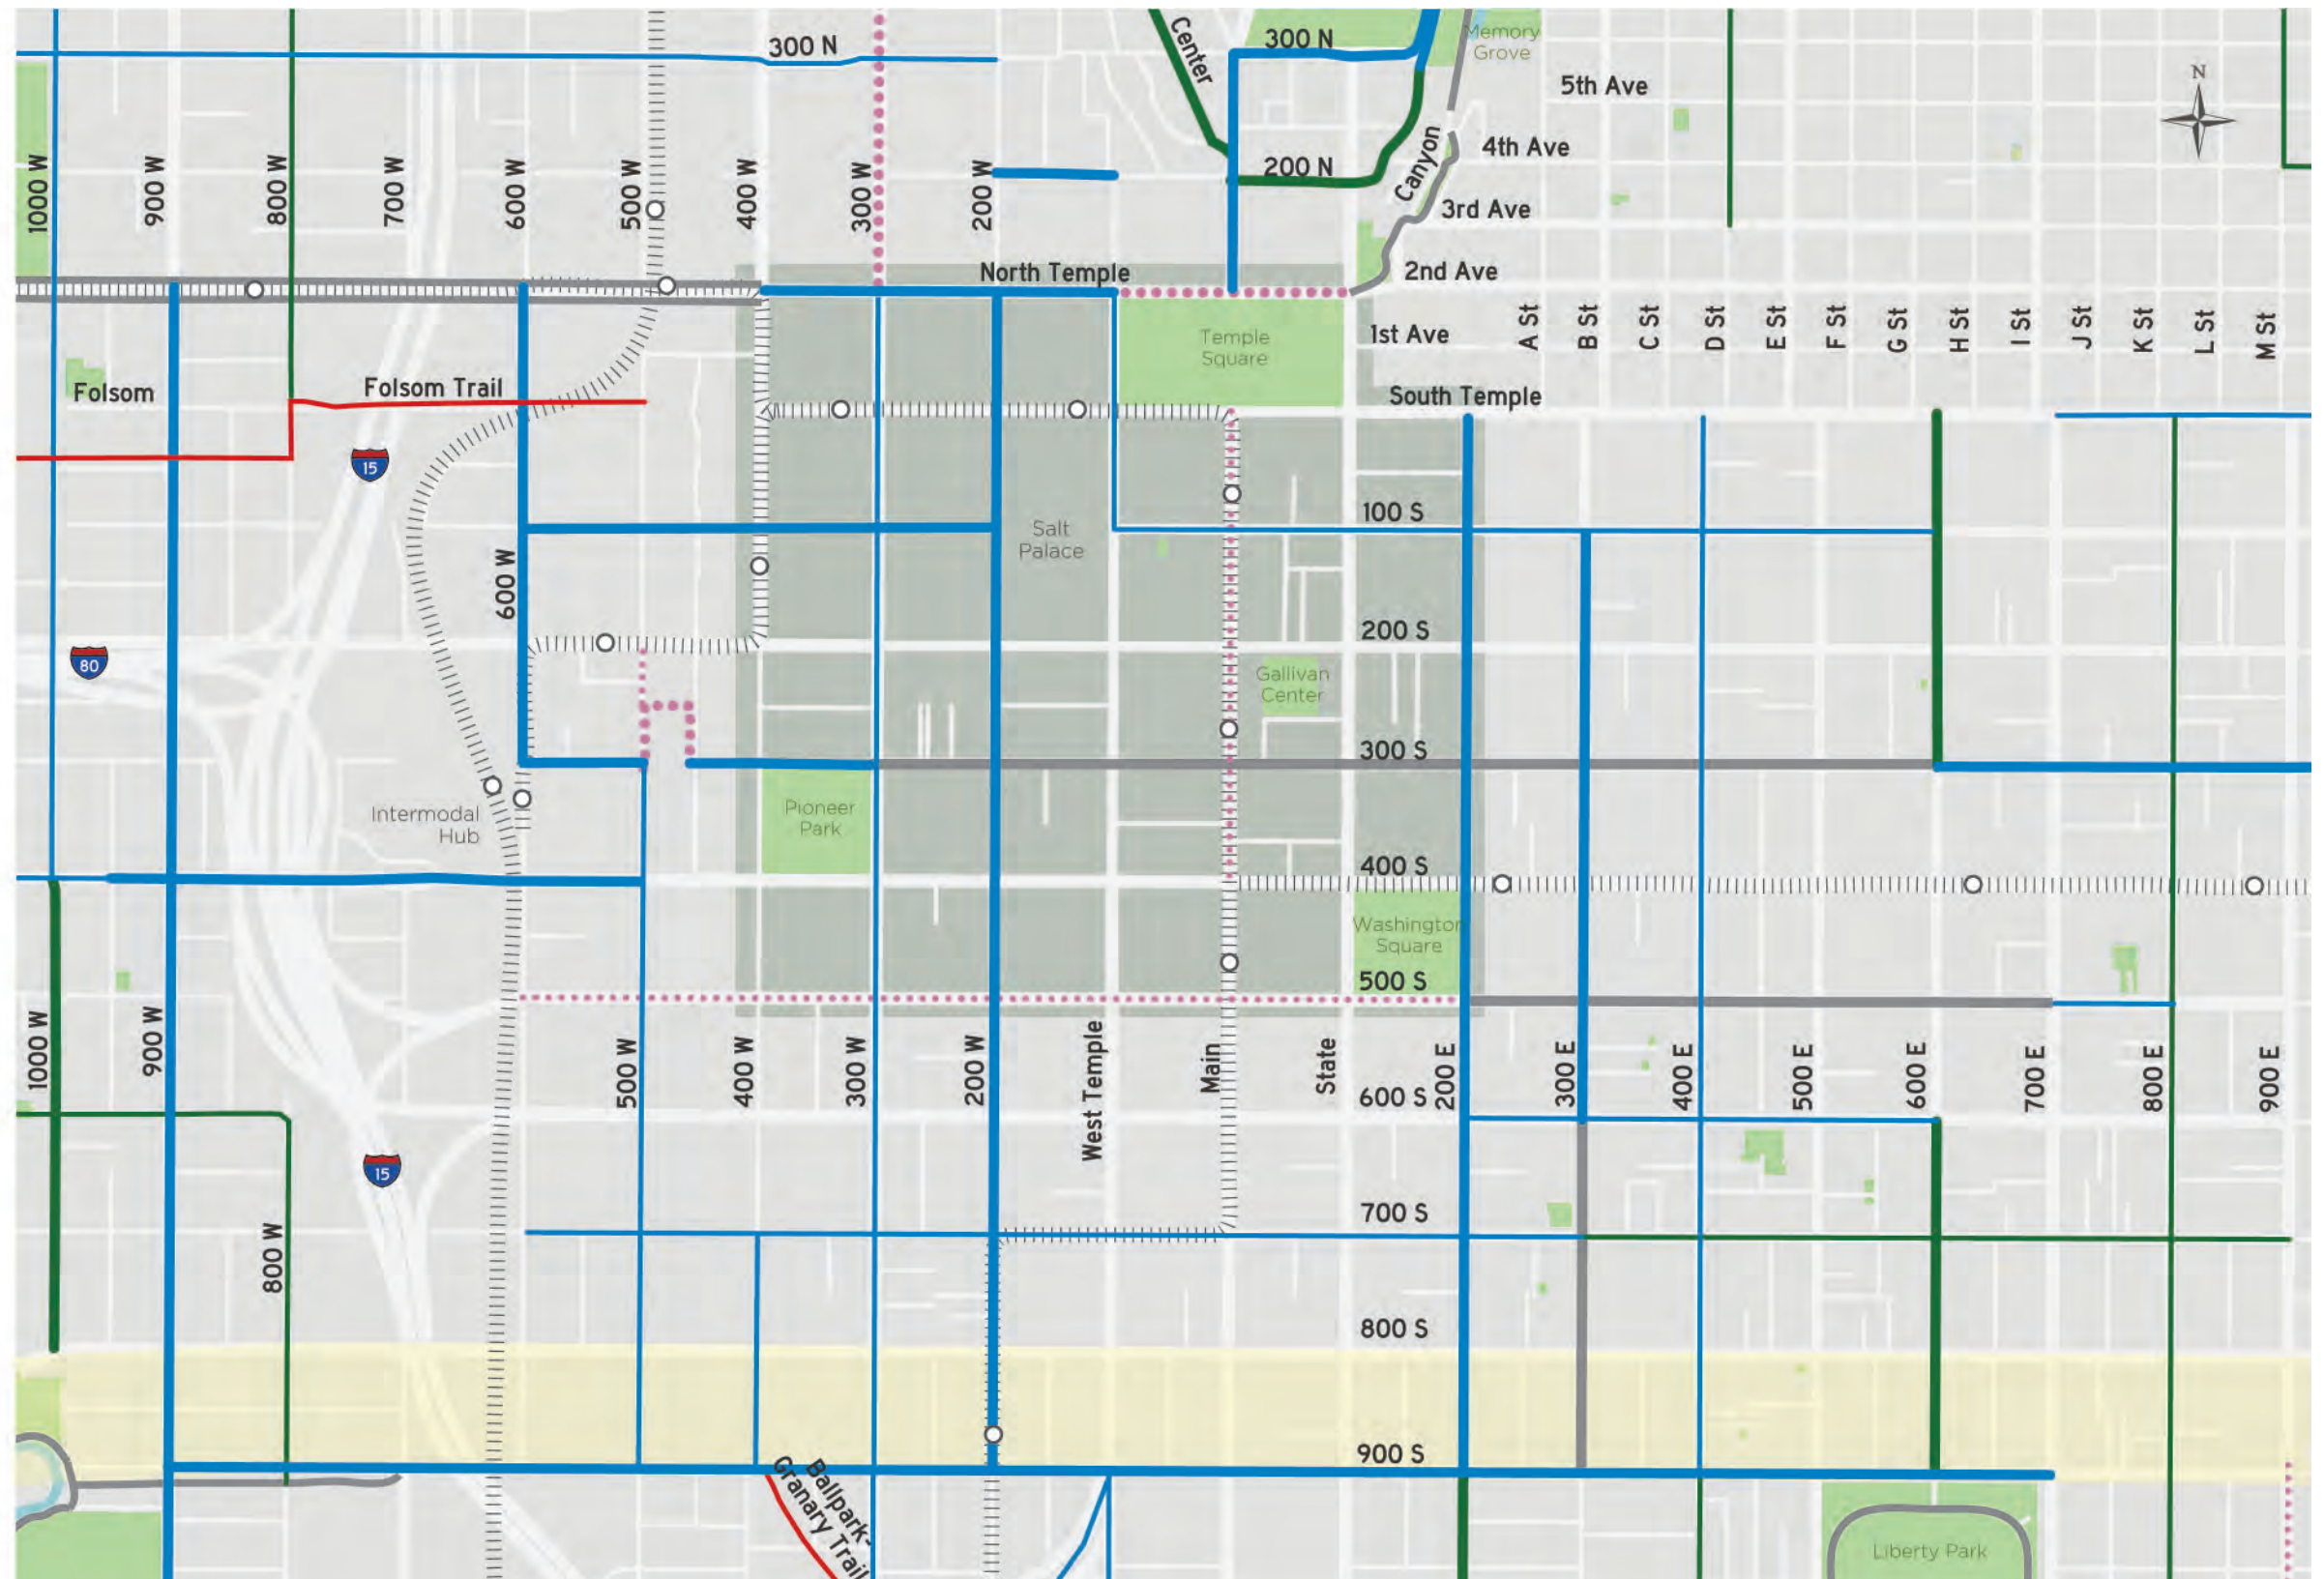 Center
300 N
300 N
Memory
Grove
5th Ave
N
1000 W
900 W
800 W
700 W
600 W
500 W
400 W
300 W
200 W
200 N
Canyon
4th Ave
3rd Ave
2nd Ave
North Temple
Temple
Square
1st Ave
A St
B St
C St
D St
E St
F St
G St
H St
I St
J St
K St
L St
M St
Folsom
Folsom Trail
South Temple
15
100 S
Salt
Palace
600 W
200 S
80
Gallivan
Center
300 S
Intermodal
Hub
Pioneer
Park
400 S
Washington
Square
500 S
1000 W
900 W
500 W
400 W
300 W
200 W
West Temple
Main
State
600 S
200 E
300 E
400 E
500 E
600 E
700 E
800 E
900 E
15
700 S
800 W
800 S
900 S
Ballpark-
Granary Trail
Liberty Park